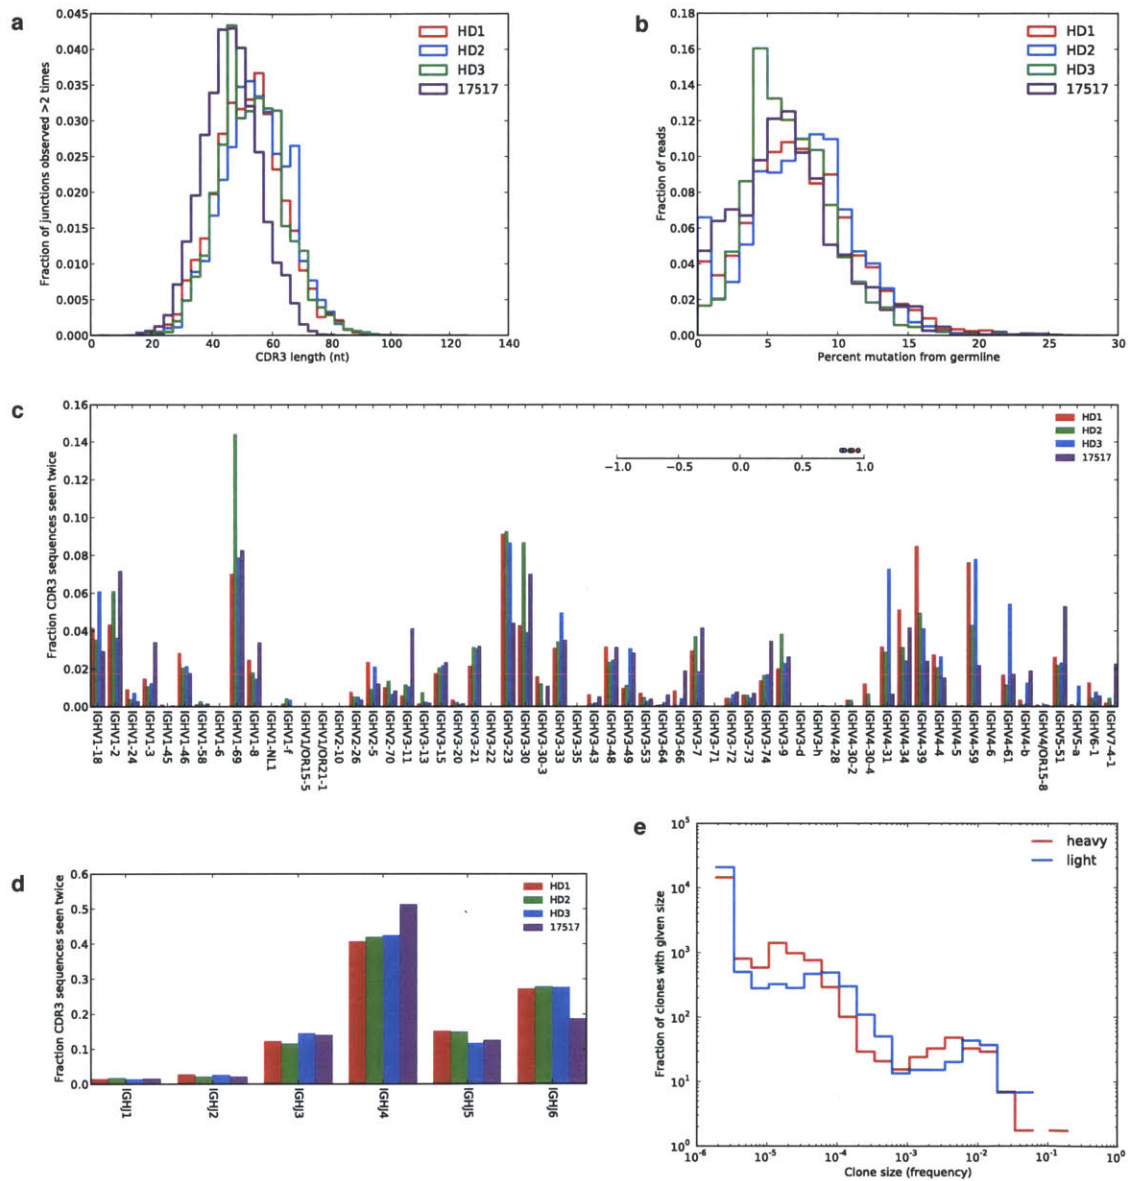 a
0.045
0.040
0.035
0.030
0.025
0.020
0.015
0.010
0.005
0.000
Fraction of junctions observed >2 times
HD1
HD2
HD3
17517
0 20 40 60 80 100 120 140
CDR3 length (nt)
b
0.18
0.16
0.14
0.12
0.10
0.08
0.06
0.04
0.02
0.00
Fraction of reads
HD1
HD2
HD3
17517
0 5 10 15 20 25 30
Percent mutation from germline
c
0.16
0.14
0.12
0.10
0.08
0.06
0.04
0.02
0.00
Fraction CDR3 sequences seen twice
−1.0 −0.5 0.0 0.5 1.0
HD1
HD2
HD3
17517
IGHV1-18
IGHV1-2
IGHV1-24
IGHV1-3
IGHV1-45
IGHV1-46
IGHV1-58
IGHV1-6
IGHV1-69
IGHV1-8
IGHV1-NL1
IGHV1-f
IGHV1/OR15-5
IGHV1/OR21-1
IGHV2-10
IGHV2-26
IGHV2-5
IGHV2-70
IGHV3-11
IGHV3-13
IGHV3-15
IGHV3-20
IGHV3-21
IGHV3-22
IGHV3-23
IGHV3-30
IGHV3-30-3
IGHV3-33
IGHV3-35
IGHV3-43
IGHV3-48
IGHV3-49
IGHV3-53
IGHV3-64
IGHV3-66
IGHV3-7
IGHV3-71
IGHV3-72
IGHV3-73
IGHV3-74
IGHV3-9
IGHV3-d
IGHV3-h
IGHV4-28
IGHV4-30-2
IGHV4-30-4
IGHV4-31
IGHV4-34
IGHV4-39
IGHV4-4
IGHV4-5
IGHV4-59
IGHV4-6
IGHV4-61
IGHV4-b
IGHV4/OR15-8
IGHV5-51
IGHV5-a
IGHV6-1
IGHV7-4-1
d
0.6
0.5
0.4
0.3
0.2
0.1
0.0
Fraction CDR3 sequences seen twice
HD1
HD2
HD3
17517
IGHJ1
IGHJ2
IGHJ3
IGHJ4
IGHJ5
IGHJ6
e
10^5
10^4
10^3
10^2
10^1
10^0
Fraction of clones with given size
heavy
light
10^-6 10^-5 10^-4 10^-3 10^-2 10^-1 10^0
Clone size (frequency)